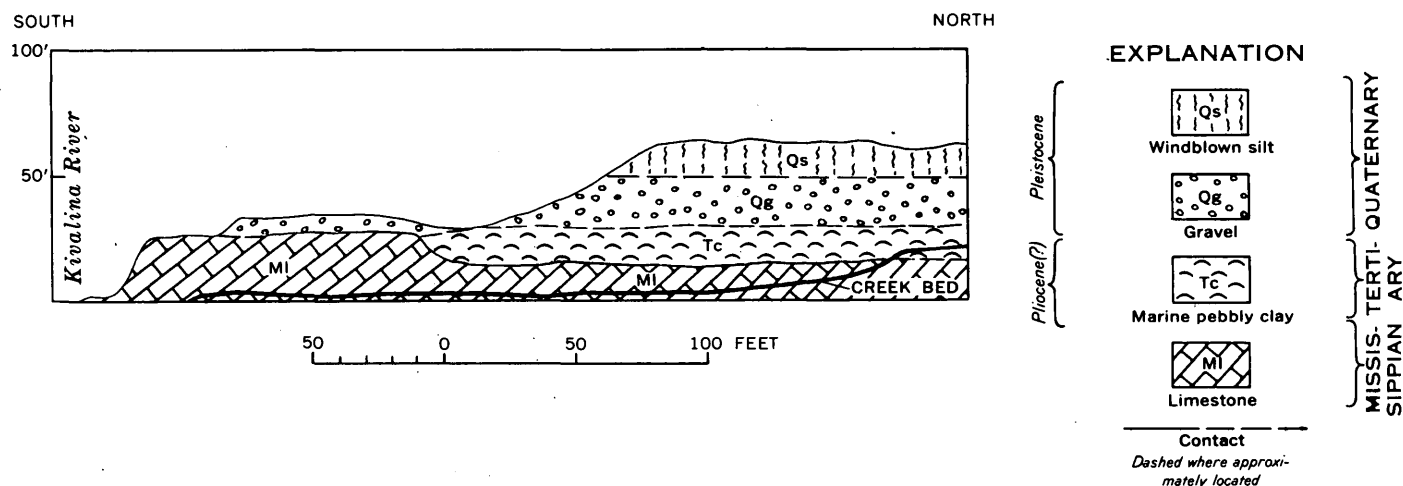 SOUTH
NORTH
100'
50'
Kivalina River
Qs
Qg
Tc
Ml
Ml
CREEK BED
50 0 50 100 FEET
EXPLANATION
Pleistocene
Pliocene(?)
Qs
Windblown silt
Qg
Gravel
Tc
Marine pebbly clay
Ml
Limestone
QUATERNARY
TERTI-
ARY
MISSIS-
SIPPIAN
Contact
Dashed where approxi-
mately located